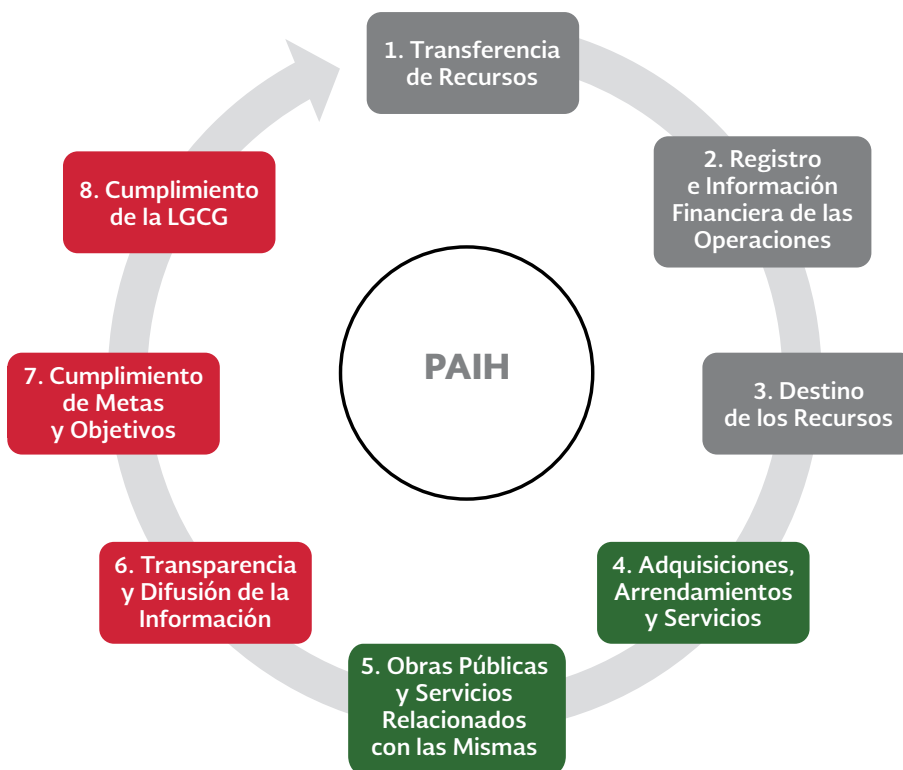 1. Transferencia
de Recursos
2. Registro
e Información
Financiera de las
Operaciones
3. Destino
de los Recursos
4. Adquisiciones,
Arrendamientos
y Servicios
5. Obras Públicas
y Servicios
Relacionados
con las Mismas
6. Transparencia
y Difusión de la
Información
7. Cumplimiento
de Metas
y Objetivos
8. Cumplimiento
de la LGCG
PAIH